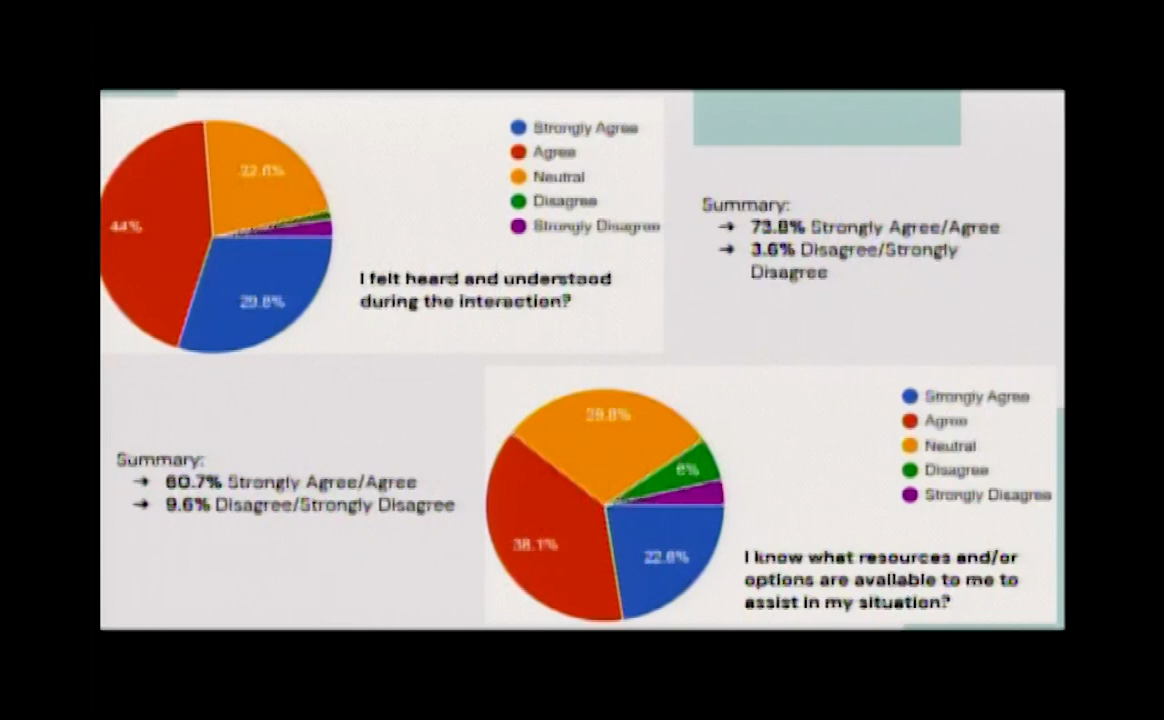 Strongly Agree
Agree
Neutral
Disagree
Strongly Disagree
22.6%
44%
29.8%
I felt heard and understood
during the interaction?
Summary:
➔ 73.8% Strongly Agree/Agree
➔ 3.6% Disagree/Strongly
Disagree
Summary:
➔ 60.7% Strongly Agree/Agree
➔ 9.6% Disagree/Strongly Disagree
Strongly Agree
Agree
Neutral
Disagree
Strongly Disagree
29.8%
6%
38.1%
22.6%
I know what resources and/or
options are available to me to
assist in my situation?